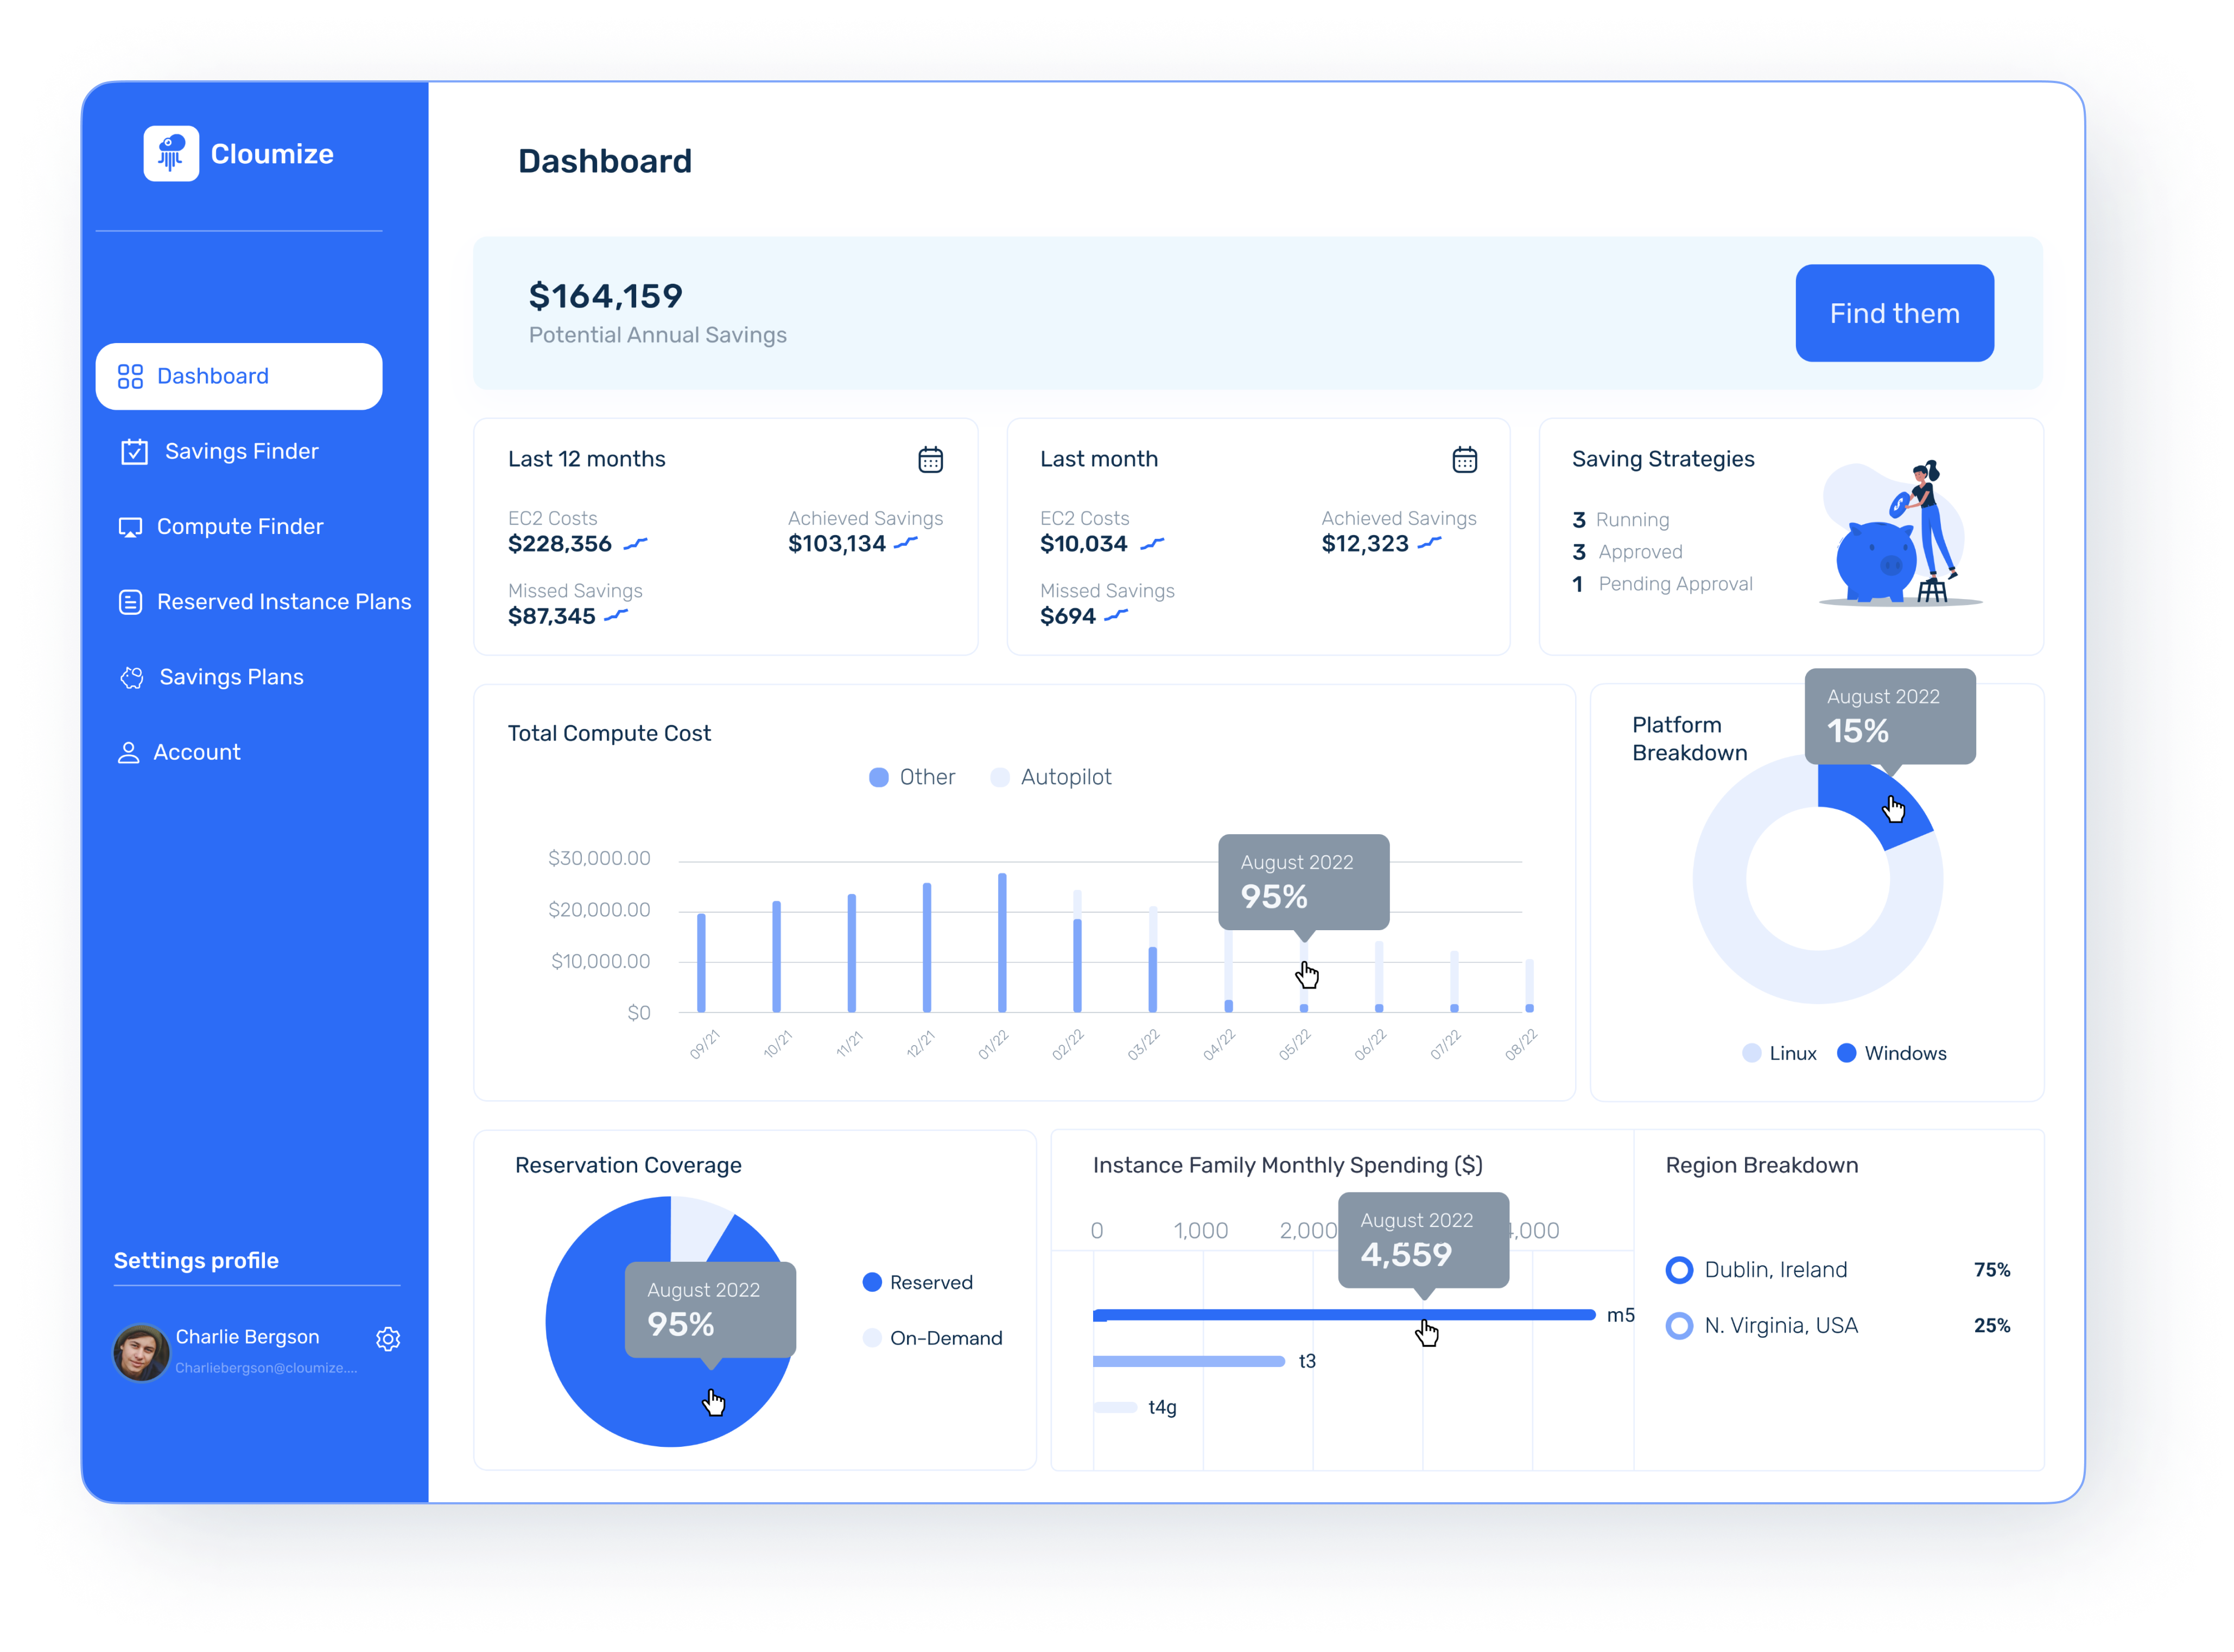 Cloumize
Dashboard
Savings Finder
Compute Finder
Reserved Instance Plans
Savings Plans
Account
Settings profile
Charlie Bergson
Charliebergson@cloumize....
Dashboard
$164,159
Potential Annual Savings
Find them
Last 12 months
EC2 Costs
$228,356
Achieved Savings
$103,134
Missed Savings
$87,345
Last month
EC2 Costs
$10,034
Achieved Savings
$12,323
Missed Savings
$694
Saving Strategies
3 Running
3 Approved
1 Pending Approval
Total Compute Cost
Other
Autopilot
$30,000.00
$20,000.00
$10,000.00
$0
August 2022
95%
09/21
10/21
11/21
12/21
01/22
02/22
03/22
04/22
05/22
06/22
07/22
08/22
Platform
Breakdown
August 2022
15%
Linux
Windows
Reservation Coverage
August 2022
95%
Reserved
On-Demand
Instance Family Monthly Spending ($)
0
1,000
2,000
,000
August 2022
4,559
m5
t3
t4g
Region Breakdown
Dublin, Ireland 75%
N. Virginia, USA 25%